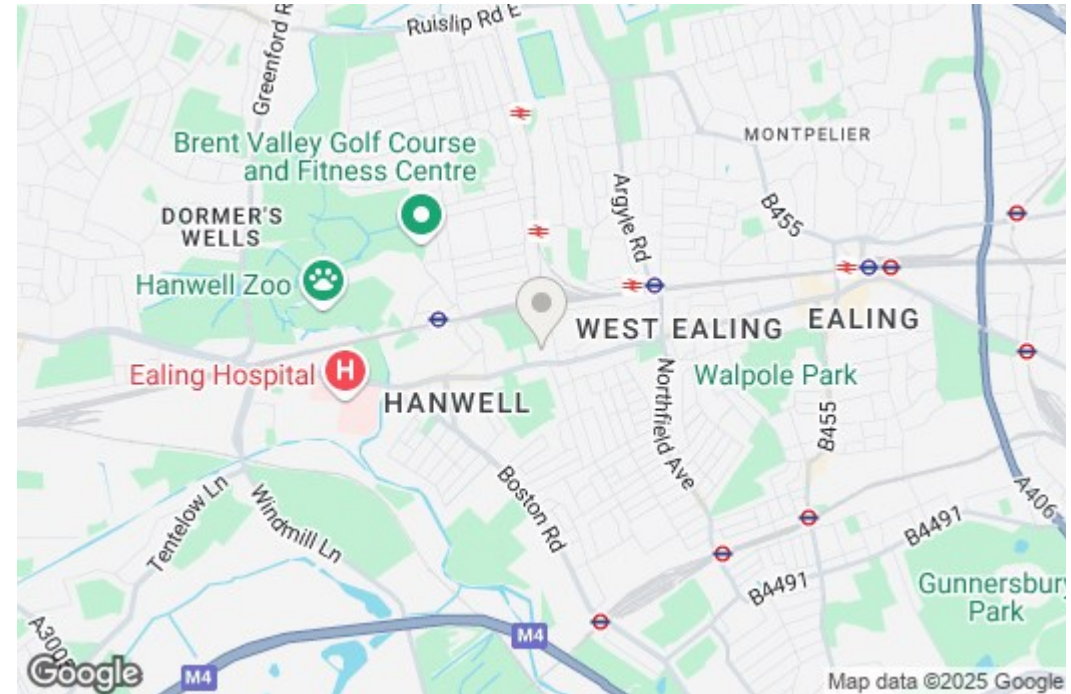 Ruislip Rd E
Greenford R
Brent Valley Golf Course
and Fitness Centre
MONTPELIER
Argyle Rd
B455
DORMER'S
WELLS
Hanwell Zoo
WEST EALING
EALING
Ealing Hospital
H
HANWELL
Walpole Park
Northfield Ave
B455
Boston Rd
Tentelow Ln
Windmill Ln
A406
B4491
B4491
Gunnersbury
Park
M4
M4
Google
Map data ©2025 Google